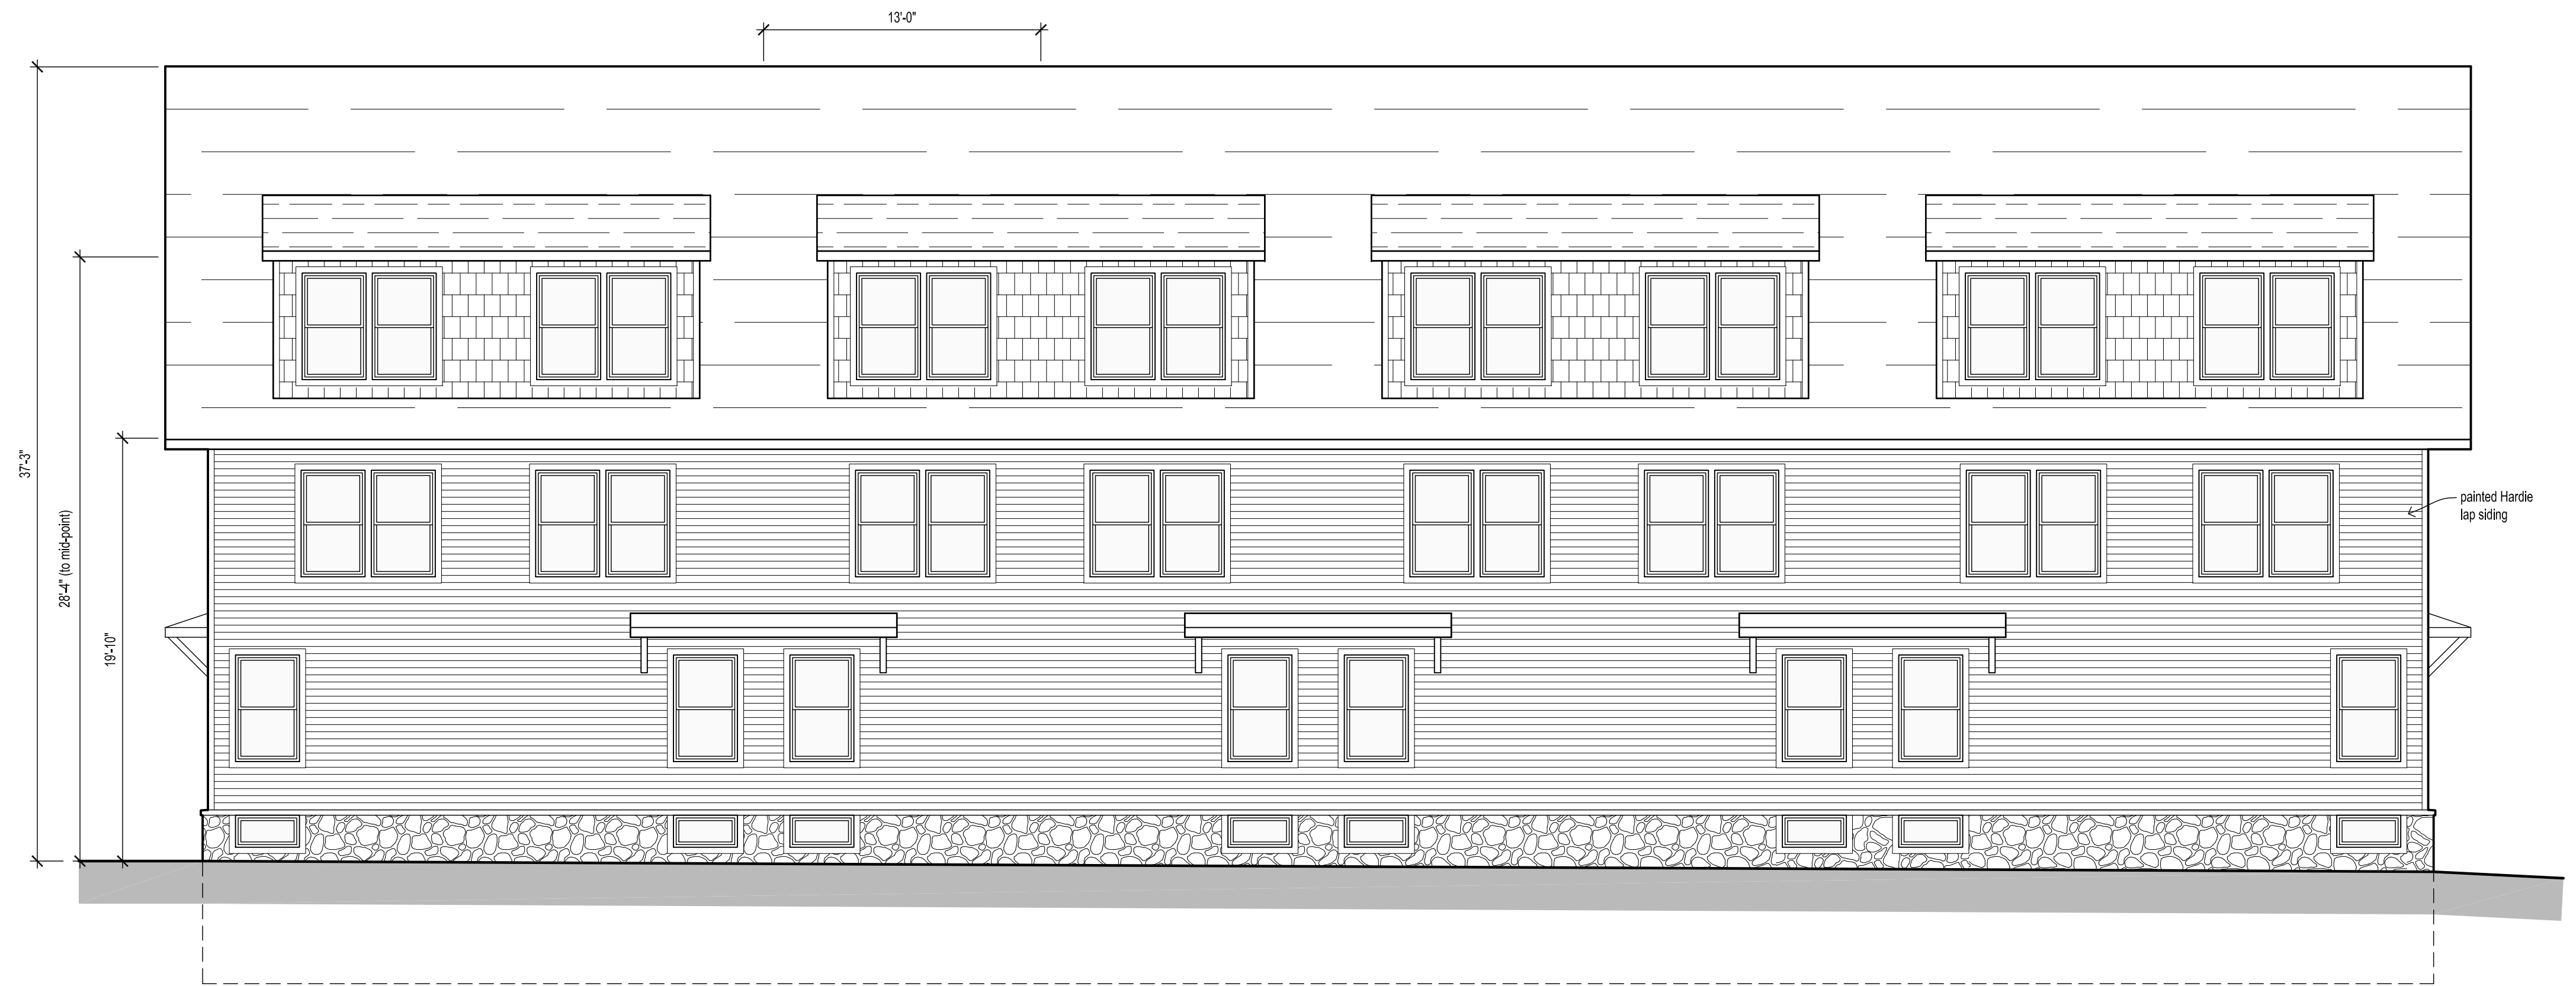 13'-0"
37'-3"
28'-4" (to mid-point)
19'-10"
painted Hardie
lap siding